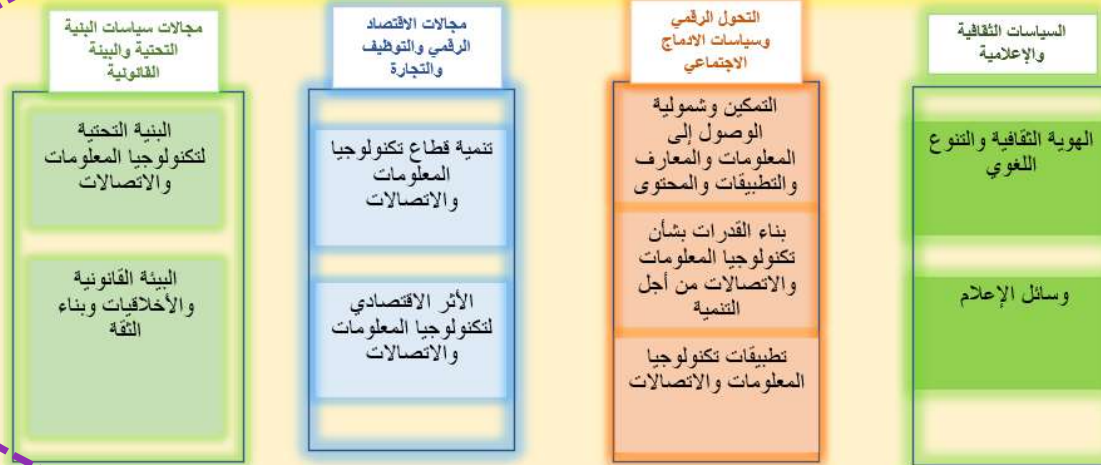 السياسات الثقافية
والإعلامية
الهوية الثقافية والتنوع
اللغوي
وسائل الإعلام
التحول الرقمي
وسياسات الادماج
الاجتماعي
التمكين وشمولية
الوصول إلى
المعلومات والمعارف
والتطبيقات والمحتوى
بناء القدرات بشأن
تكنولوجيا المعلومات
والاتصالات من أجل
التنمية
تطبيقات تكنولوجيا
المعلومات والاتصالات
مجالات الاقتصاد
الرقمي والتوظيف
والتجارة
تنمية قطاع تكنولوجيا
المعلومات
والاتصالات
الأثر الاقتصادي
لتكنولوجيا المعلومات
والاتصالات
مجالات سياسات البنية
التحتية والبيئة
القانونية
البنية التحتية
لتكنولوجيا المعلومات
والاتصالات
البيئة القانونية
والأخلاقيات وبناء
الثقة